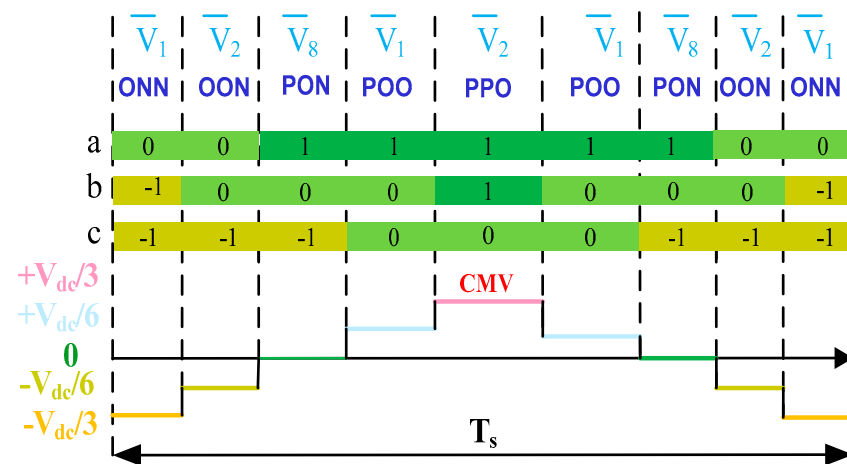 V̅1 V̅2 V̅8 V̅1 V̅2 V̅1 V̅8 V̅2 V̅1
ONN OON PON POO PPO POO PON OON ONN
a 0 0 1 1 1 1 1 0 0
b -1 0 0 0 1 0 0 0 -1
c -1 -1 -1 0 0 0 -1 -1 -1
+Vdc/3 CMV
+Vdc/6
0
-Vdc/6
-Vdc/3
Ts